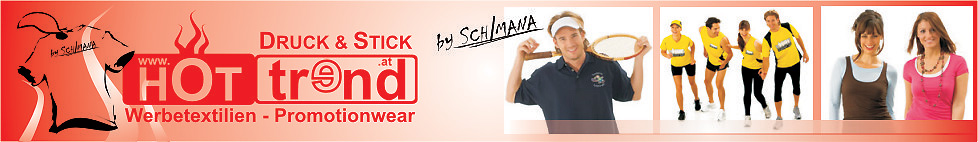 by SCHIMANA
DRUCK & STICK
www. HOT trend .at
Werbetextilien - Promotionwear
by SCHIMANA